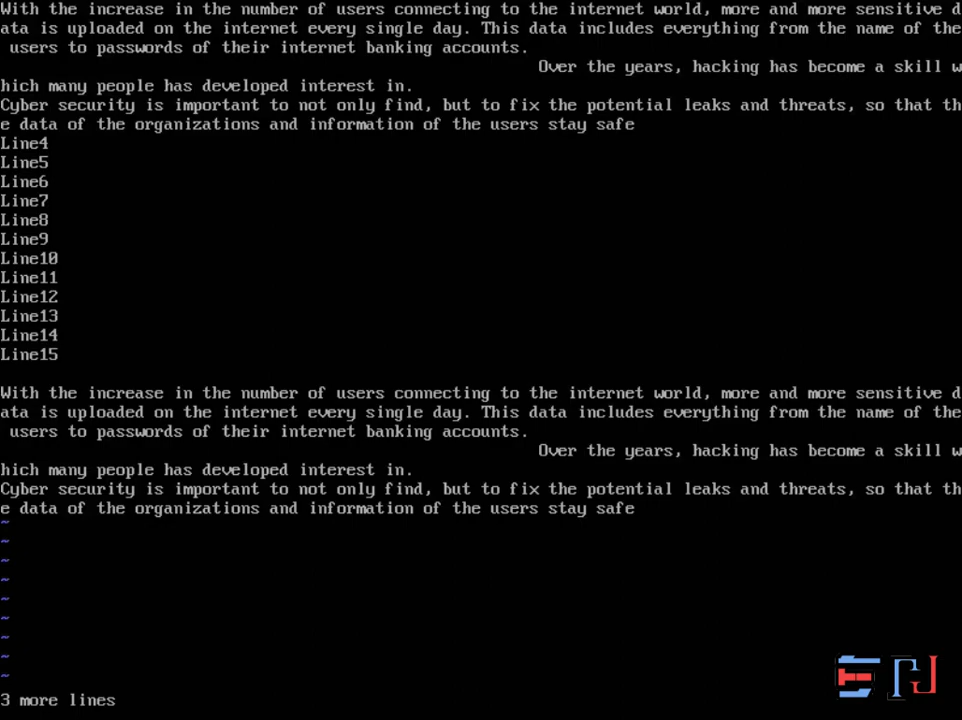 With the increase in the number of users connecting to the internet world, more and more sensitive d
ata is uploaded on the internet every single day. This data includes everything from the name of the
 users to passwords of their internet banking accounts.
Over the years, hacking has become a skill w
hich many people has developed interest in.
Cyber security is important to not only find, but to fix the potential leaks and threats, so that th
e data of the organizations and information of the users stay safe
Line4
Line5
Line6
Line7
Line8
Line9
Line10
Line11
Line12
Line13
Line14
Line15
With the increase in the number of users connecting to the internet world, more and more sensitive d
ata is uploaded on the internet every single day. This data includes everything from the name of the
 users to passwords of their internet banking accounts.
Over the years, hacking has become a skill w
hich many people has developed interest in.
Cyber security is important to not only find, but to fix the potential leaks and threats, so that th
e data of the organizations and information of the users stay safe
~
~
~
~
~
~
~
~
~
3 more lines